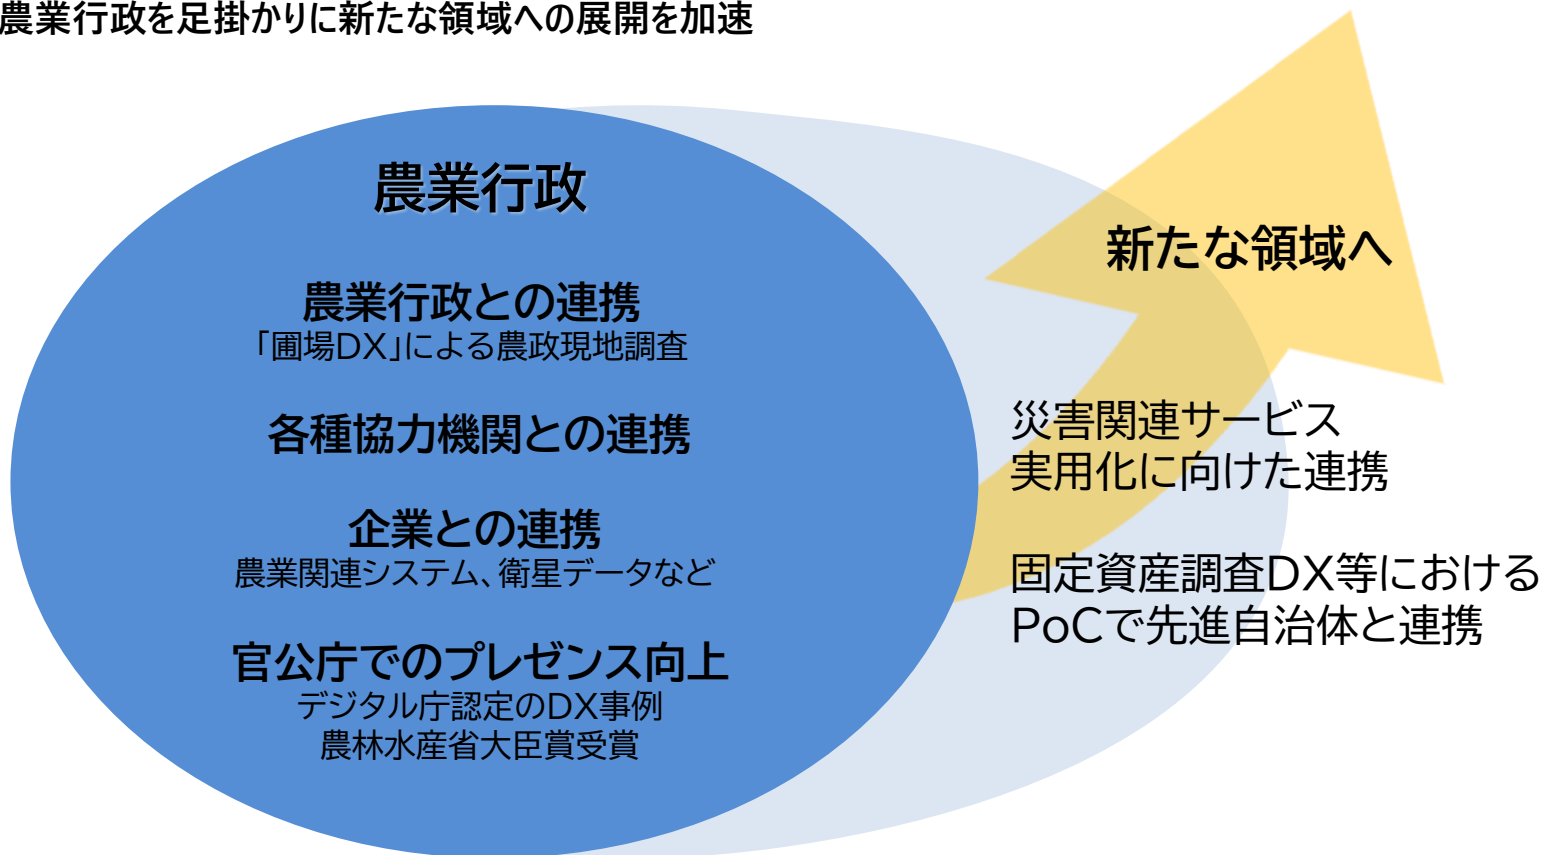 農業行政を足掛かりに新たな領域への展開を加速
農業行政
農業行政との連携
「圃場DX」による農政現地調査
各種協力機関との連携
企業との連携
農業関連システム、衛星データなど
官公庁でのプレゼンス向上
デジタル庁認定のDX事例
農林水産省大臣賞受賞
新たな領域へ
災害関連サービス
実用化に向けた連携
固定資産調査DX等における
PoCで先進自治体と連携